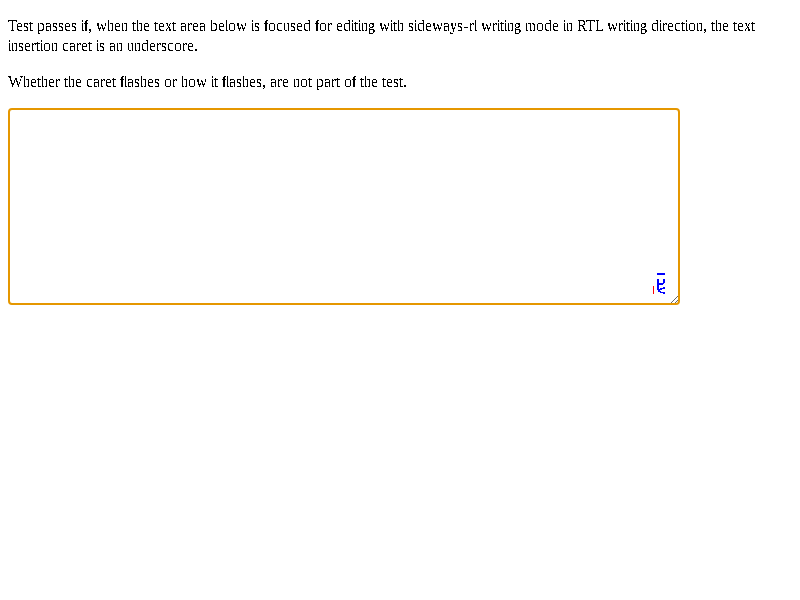 Test passes if, when the text area below is focused for editing with sideways-rl writing mode in RTL writing direction, the text
insertion caret is an underscore.
Whether the caret flashes or how it flashes, are not part of the test.